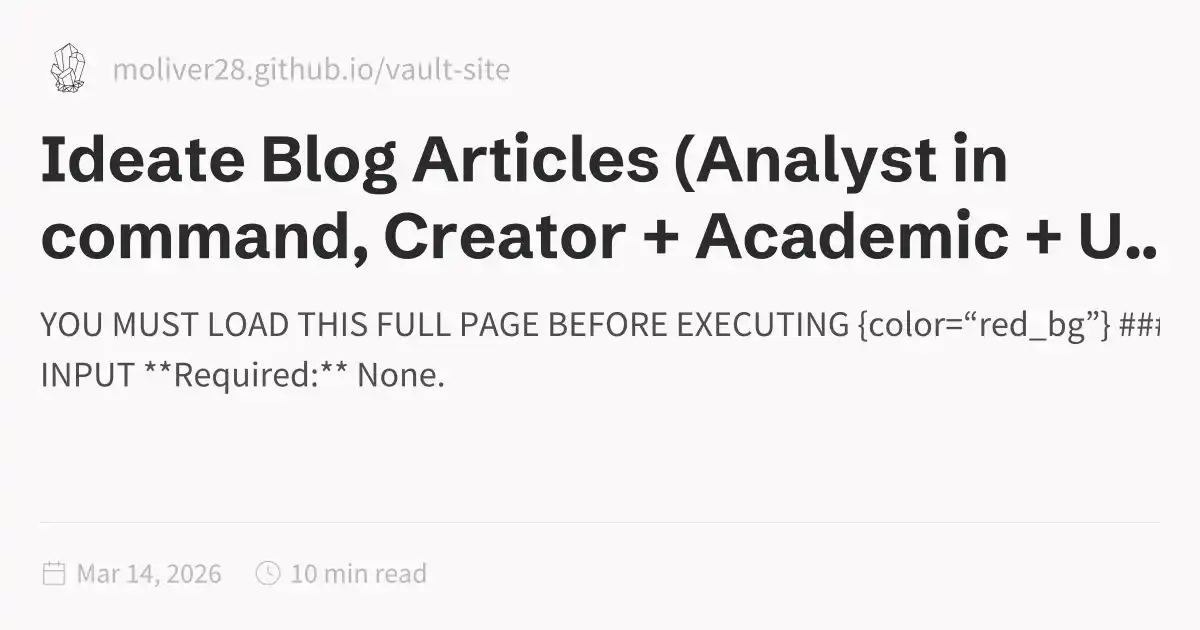 moliver28.github.io/vault-site
Ideate Blog Articles (Analyst in
command, Creator + Academic + U..
YOU MUST LOAD THIS FULL PAGE BEFORE EXECUTING {color=“red_bg”} ###
INPUT **Required:** None.
Mar 14, 2026 10 min read